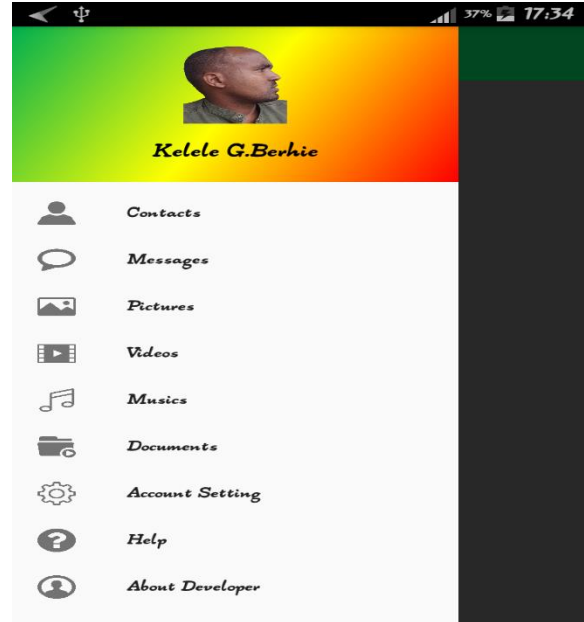 37% 17:34
Kelele G.Berhie
Contacts
Messages
Pictures
Videos
Musics
Documents
Account Setting
Help
About Developer